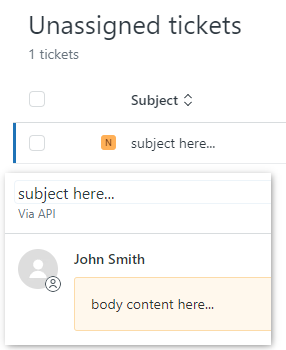 Unassigned tickets
1 tickets
Subject
N subject here...
subject here...
Via API
John Smith
body content here...